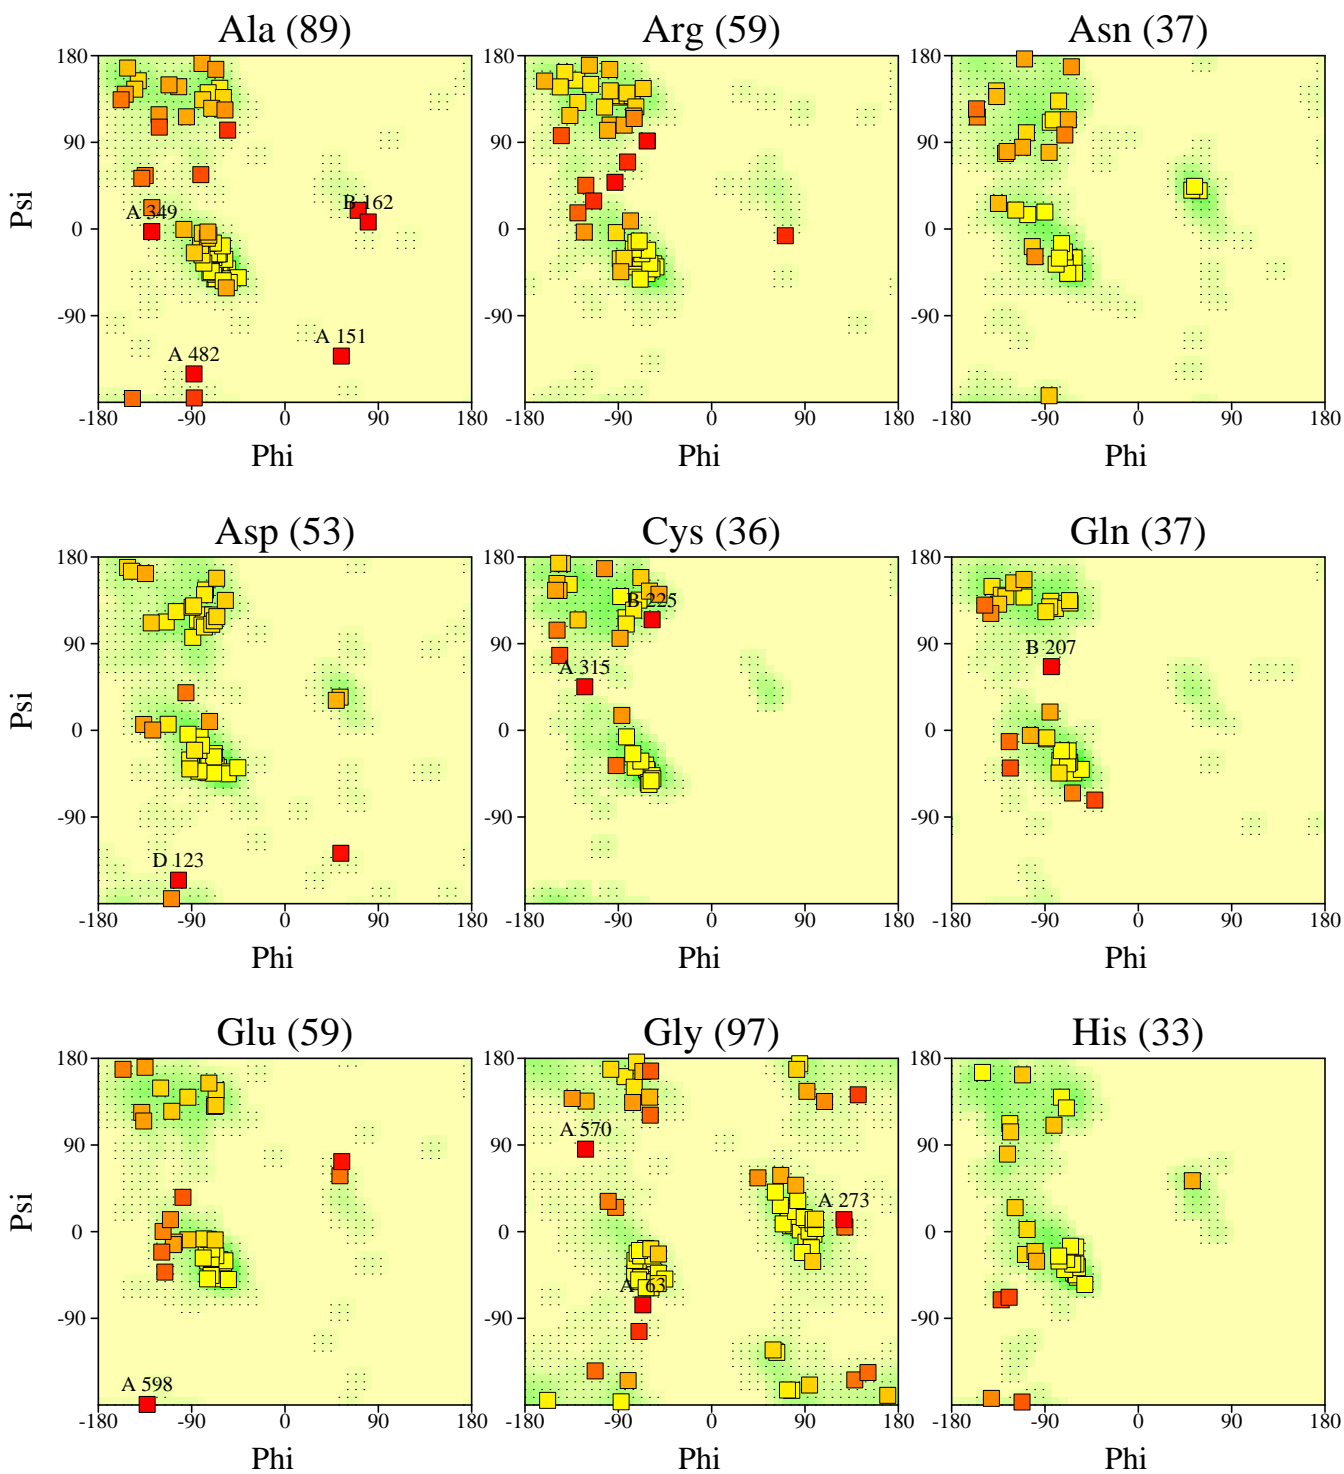 Ala (89) Arg (59) Asn (37)
180 180 180
90 90 90
Psi 0 0 0
-90 -90 -90
A 349 B 162
A 151
A 482
-180 -90 0 90 180 -180 -90 0 90 180 -180 -90 0 90 180
Phi Phi Phi
Asp (53) Cys (36) Gln (37)
180 180 180
90 90 90
Psi 0 0 0
-90 -90 -90
B 225
B 207
A 315
D 123
-180 -90 0 90 180 -180 -90 0 90 180 -180 -90 0 90 180
Phi Phi Phi
Glu (59) Gly (97) His (33)
180 180 180
90 90 90
Psi 0 0 0
-90 -90 -90
A 570
A 273
A 63
A 598
-180 -90 0 90 180 -180 -90 0 90 180 -180 -90 0 90 180
Phi Phi Phi